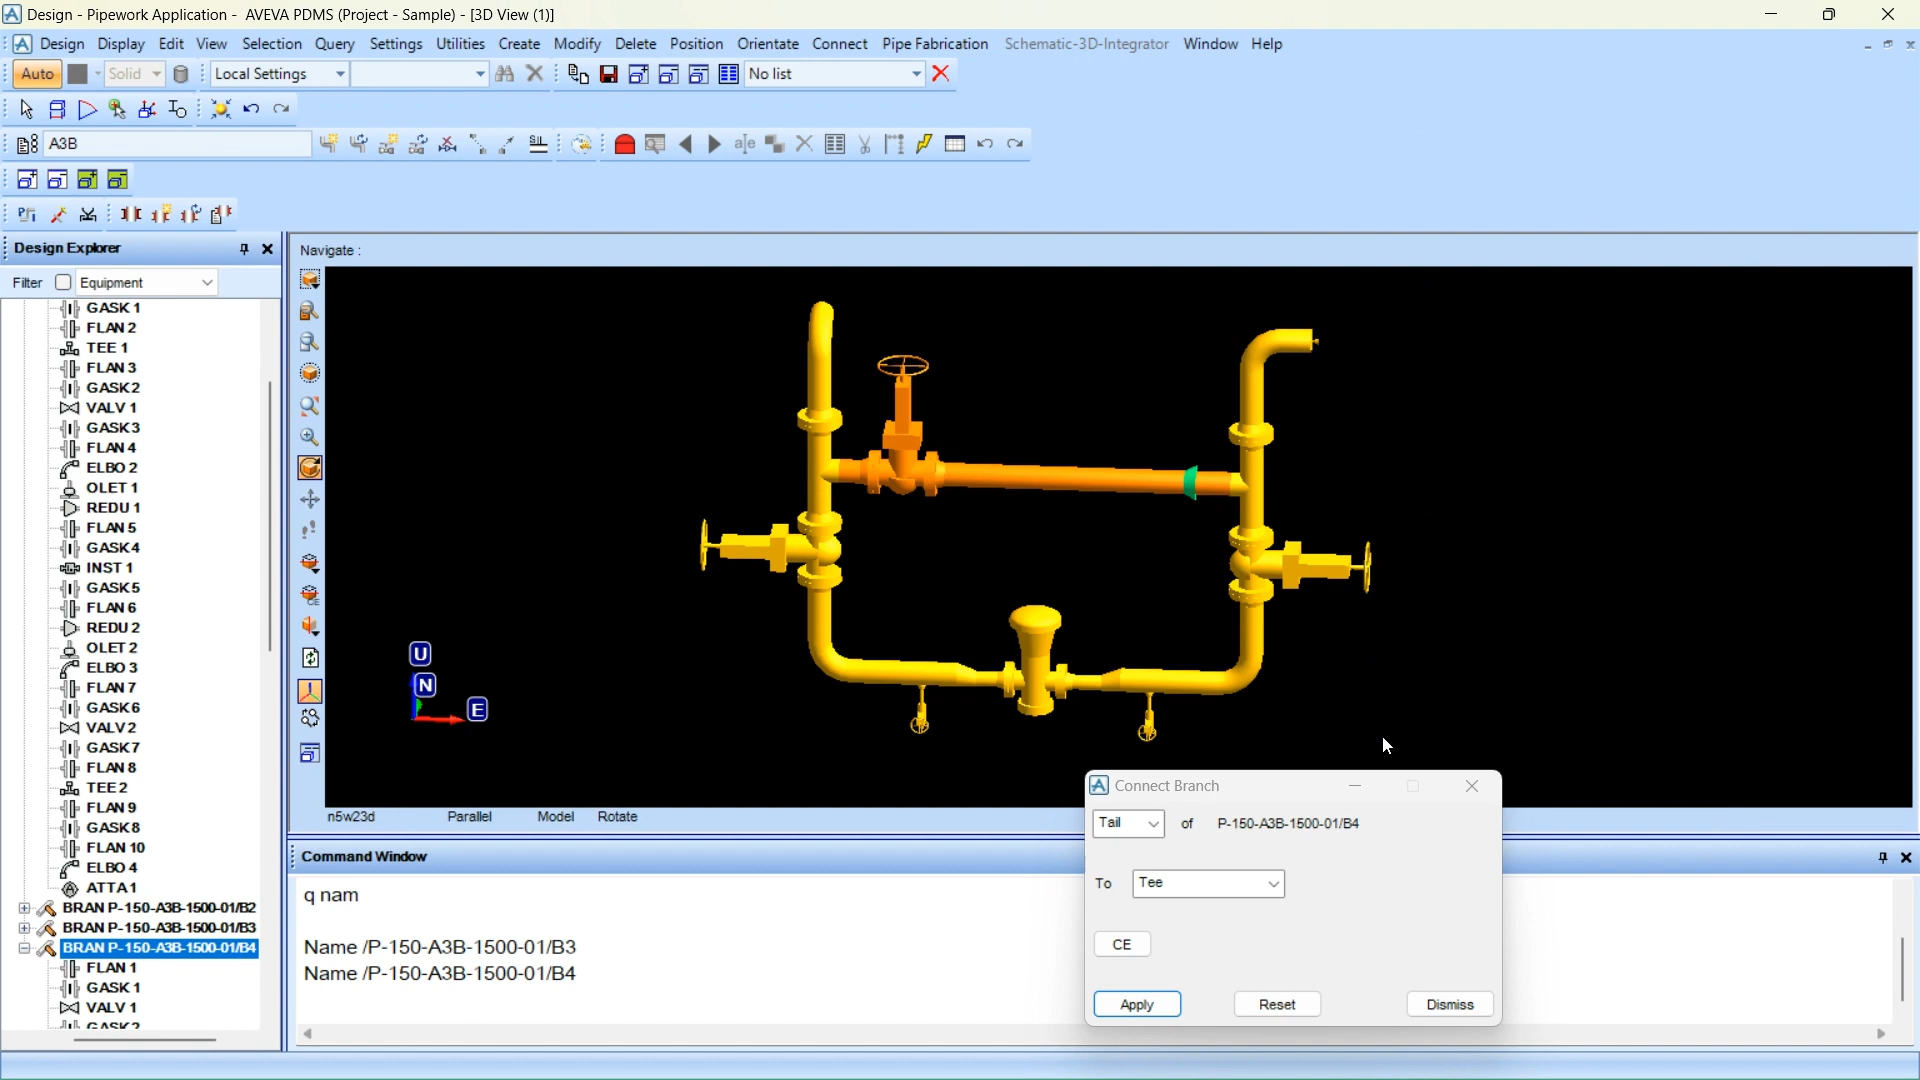 Design - Pipework Application - AVEVA PDMS (Project - Sample) - [3D View (1)]
Design Display Edit View Selection Query Settings Utilities Create Modify Delete Position Orientate Connect Pipe Fabrication Schematic-3D-Integrator Window Help
Auto Solid Local Settings No list
A3B
Design Explorer
Navigate :
Filter Equipment
GASK 1
FLAN 2
TEE 1
FLAN 3
GASK 2
VALV 1
GASK 3
FLAN 4
ELBO 2
OLET 1
REDU 1
FLAN 5
GASK 4
INST 1
GASK 5
FLAN 6
REDU 2
OLET 2
ELBO 3
FLAN 7
GASK 6
VALV 2
GASK 7
FLAN 8
TEE 2
FLAN 9
GASK 8
FLAN 10
ELBO 4
ATTA 1
BRAN P-150-A3B-1500-01/B2
BRAN P-150-A3B-1500-01/B3
BRAN P-150-A3B-1500-01/B4
FLAN 1
GASK 1
VALV 1
GASK 2
U
N
E
n5w23d Parallel Model Rotate
Command Window
q nam
Name /P-150-A3B-1500-01/B3
Name /P-150-A3B-1500-01/B4
Connect Branch
Tail of P-150-A3B-1500-01/B4
To Tee
CE
Apply Reset Dismiss